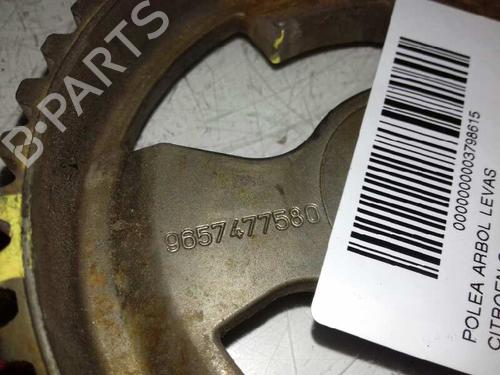 B-PARTS
9657477580
0000000003798615
POLEA ARBOL LEVAS